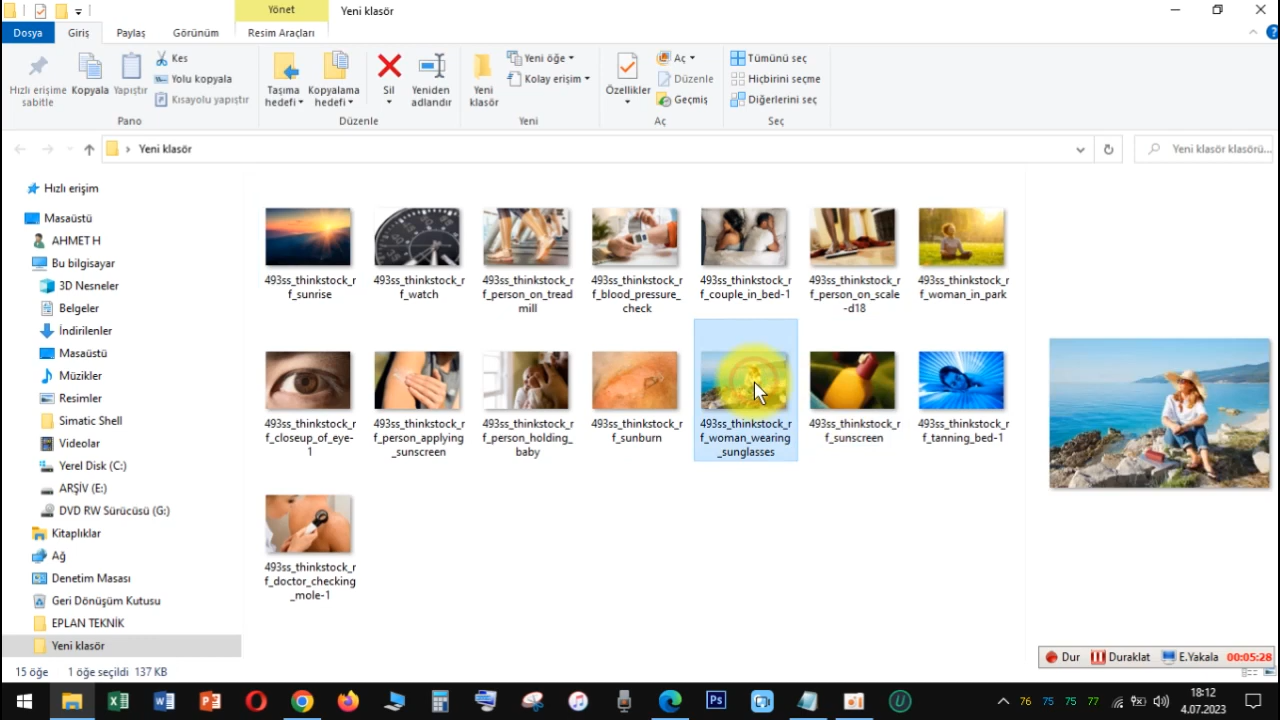 Yönet
Yeni klasör
Dosya
Giriş
Paylaş
Görünüm
Resim Araçları
Hızlı erişime
sabitle
Kopyala
Yapıştır
Kes
Yolu kopyala
Kısayolu yapıştır
Pano
Taşıma
hedefi
Kopyalama
hedefi
Sil
Yeniden
adlandır
Düzenle
Yeni
klasör
Yeni öğe
Kolay erişim
Yeni
Özellikler
Aç
Düzenle
Geçmiş
Aç
Tümünü seç
Hiçbirini seçme
Diğerlerini seç
Seç
Yeni klasör
Yeni klasör klasörü...
Hızlı erişim
Masaüstü
AHMET H
Bu bilgisayar
3D Nesneler
Belgeler
İndirilenler
Masaüstü
Müzikler
Resimler
Simatic Shell
Videolar
Yerel Disk (C:)
ARŞİV (E:)
DVD RW Sürücüsü (G:)
Kitaplıklar
Ağ
Denetim Masası
Geri Dönüşüm Kutusu
EPLAN TEKNİK
Yeni klasör
493ss_thinkstock_r
f_sunrise
493ss_thinkstock_r
f_watch
493ss_thinkstock_r
f_person_on_tread
mill
493ss_thinkstock_r
f_blood_pressure_
check
493ss_thinkstock_r
f_couple_in_bed-1
493ss_thinkstock_r
f_person_on_scale
-d18
493ss_thinkstock_r
f_woman_in_park
493ss_thinkstock_r
f_closeup_of_eye-
1
493ss_thinkstock_r
f_person_applying
_sunscreen
493ss_thinkstock_r
f_person_holding_
baby
493ss_thinkstock_r
f_sunburn
493ss_thinkstock_r
f_woman_wearing
_sunglasses
493ss_thinkstock_r
f_sunscreen
493ss_thinkstock_r
f_tanning_bed-1
493ss_thinkstock_r
f_doctor_checking
_mole-1
15 öğe
1 öğe seçildi 137 KB
Dur
Duraklat
E.Yakala
00:05:28
76 75 75 77
18:12
4.07.2023